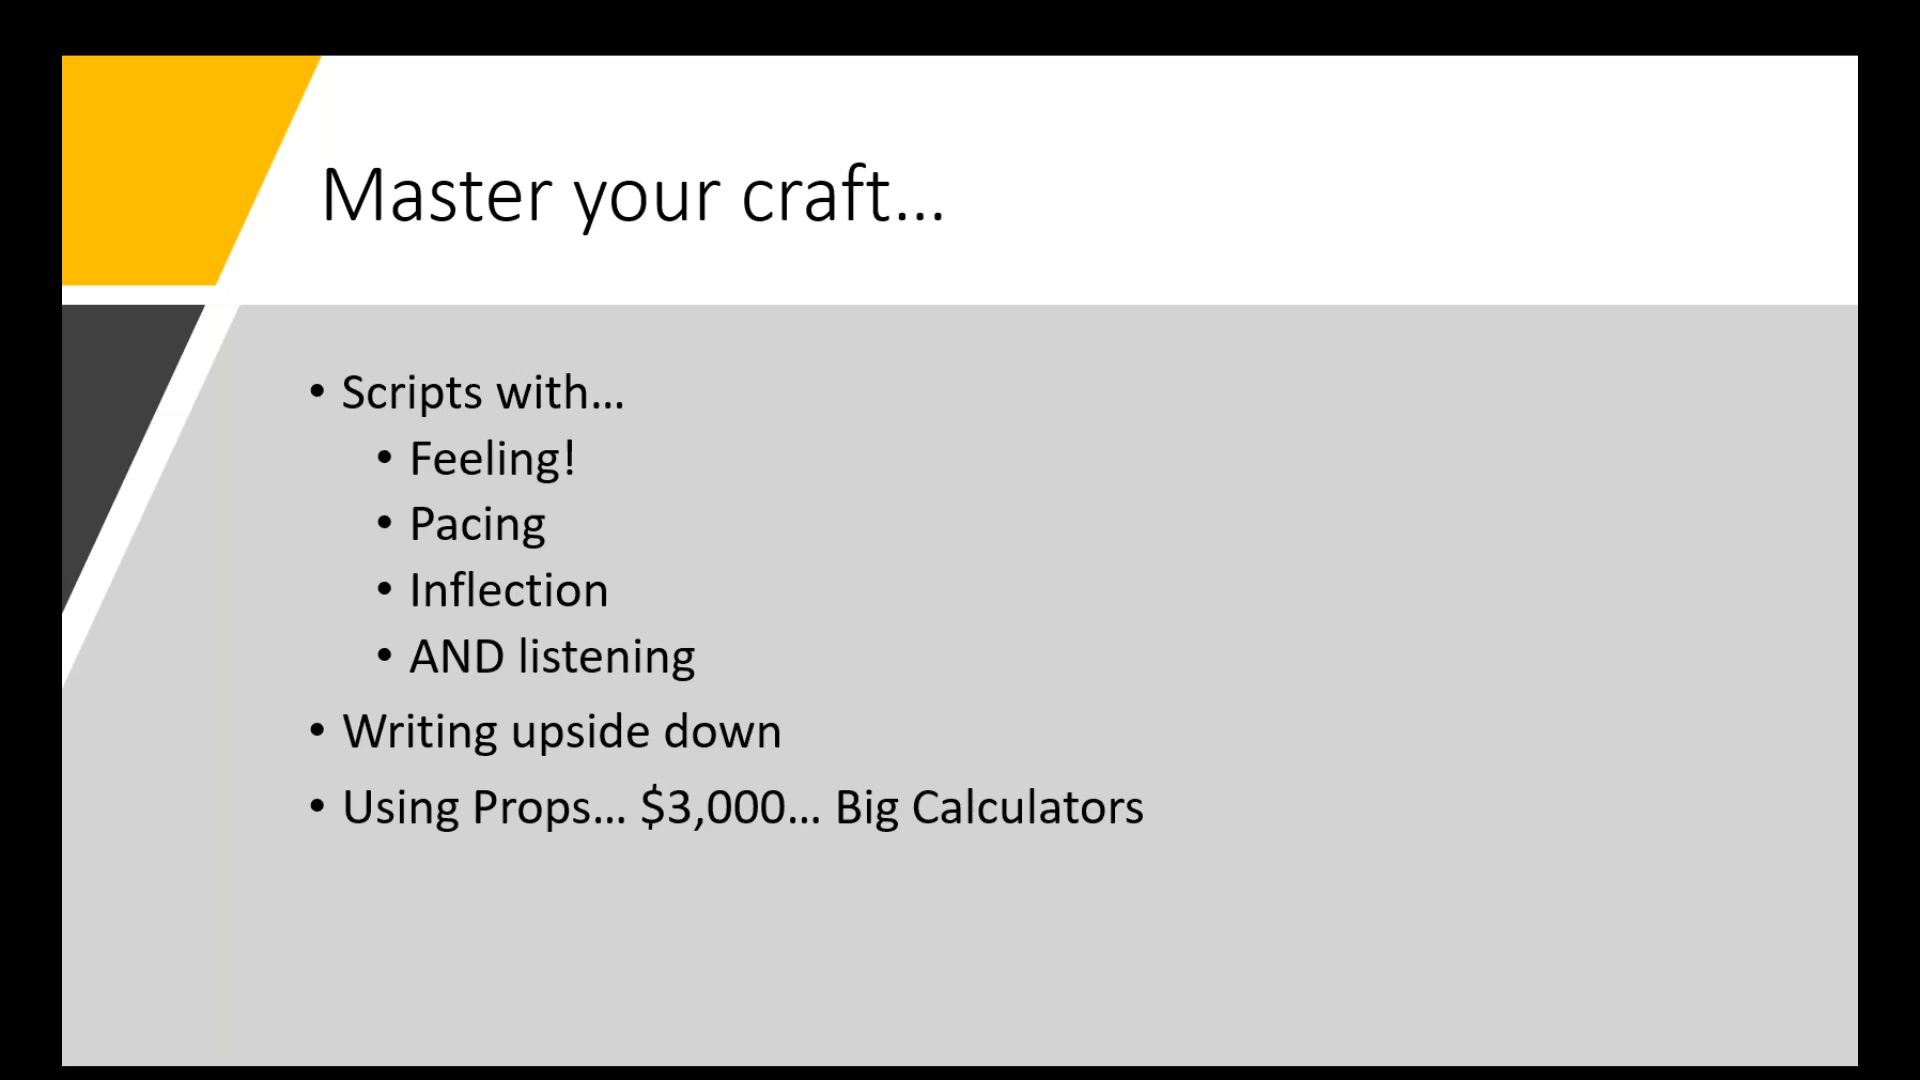 Master your craft...
• Scripts with...
• Feeling!
• Pacing
• Inflection
• AND listening
• Writing upside down
• Using Props... $3,000... Big Calculators